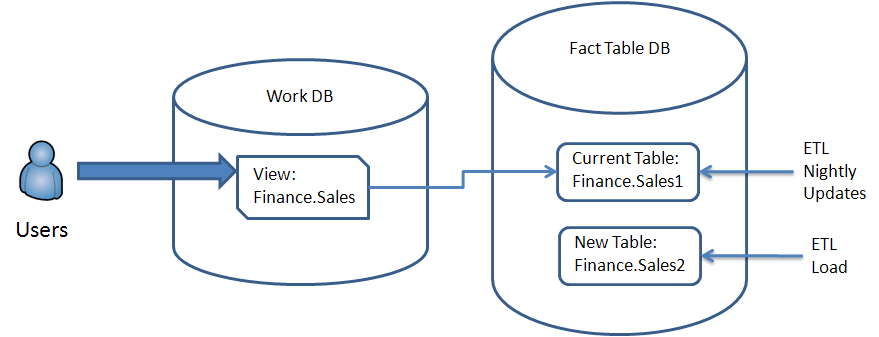 Fact Table DB
Work DB
ETL
Nightly
Updates
Current Table:
Finance.Sales1
View:
Finance.Sales
Users
New Table:
Finance.Sales2
ETL
Load